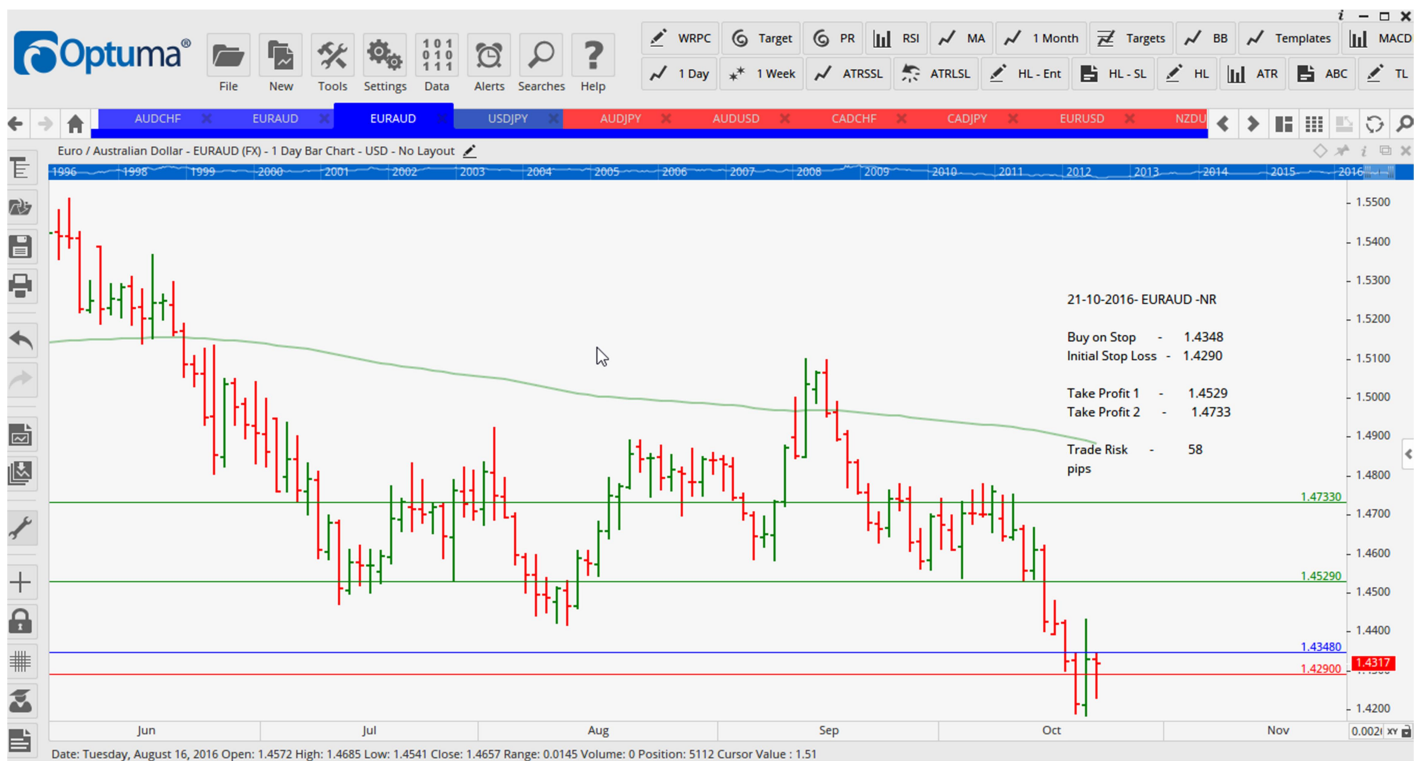 Optuma®
File
New
Tools
Settings
1 0 1
0 1 0
1 1 1
Data
Alerts
Searches
?
Help
i
WRPC Target PR RSI MA 1 Month Targets BB Templates MACD
1 Day 1 Week ATRSSL ATRLSL HL - Ent HL - SL HL ATR ABC TL
AUDCHF EURAUD EURAUD USDJPY AUDJPY AUDUSD CADCHF CADJPY EURUSD NZDU
Euro / Australian Dollar - EURAUD (FX) - 1 Day Bar Chart - USD - No Layout
1996 1998 1999 2000 2001 2002 2003 2004 2005 2006 2007 2008 2009 2010 2011 2012 2013 2014 2015 2016
1.5500
1.5400
1.5300
1.5200
1.5100
1.5000
1.4900
1.4800
1.4700
1.4600
1.4500
1.4400
1.4317
1.4200
21-10-2016- EURAUD -NR
Buy on Stop - 1.4348
Initial Stop Loss - 1.4290
Take Profit 1 - 1.4529
Take Profit 2 - 1.4733
Trade Risk - 58
pips
1.47330
1.45290
1.43480
1.42900
Jun Jul Aug Sep Oct Nov
XY
Date: Tuesday, August 16, 2016 Open: 1.4572 High: 1.4685 Low: 1.4541 Close: 1.4657 Range: 0.0145 Volume: 0 Position: 5112 Cursor Value : 1.51